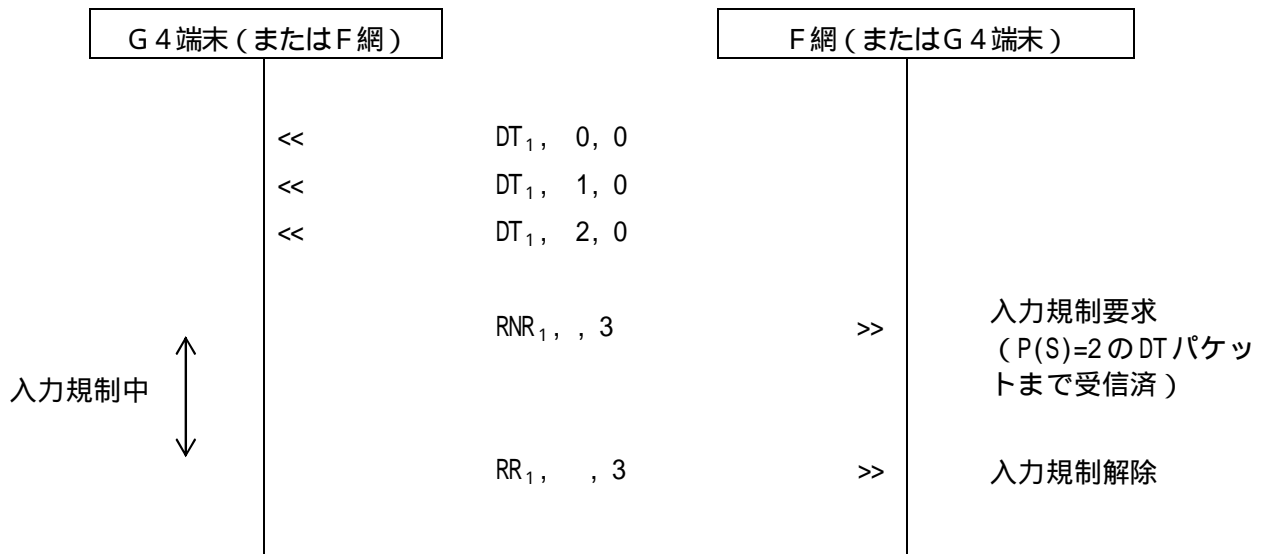 Ｇ４端末（またはＦ網）
Ｆ網（またはＧ４端末）
<< DT₁, 0, 0
<< DT₁, 1, 0
<< DT₁, 2, 0
RNR₁, , 3 >>
入力規制要求
（P(S)=2のDTパケッ
トまで受信済）
入力規制中
RR₁, , 3 >>
入力規制解除